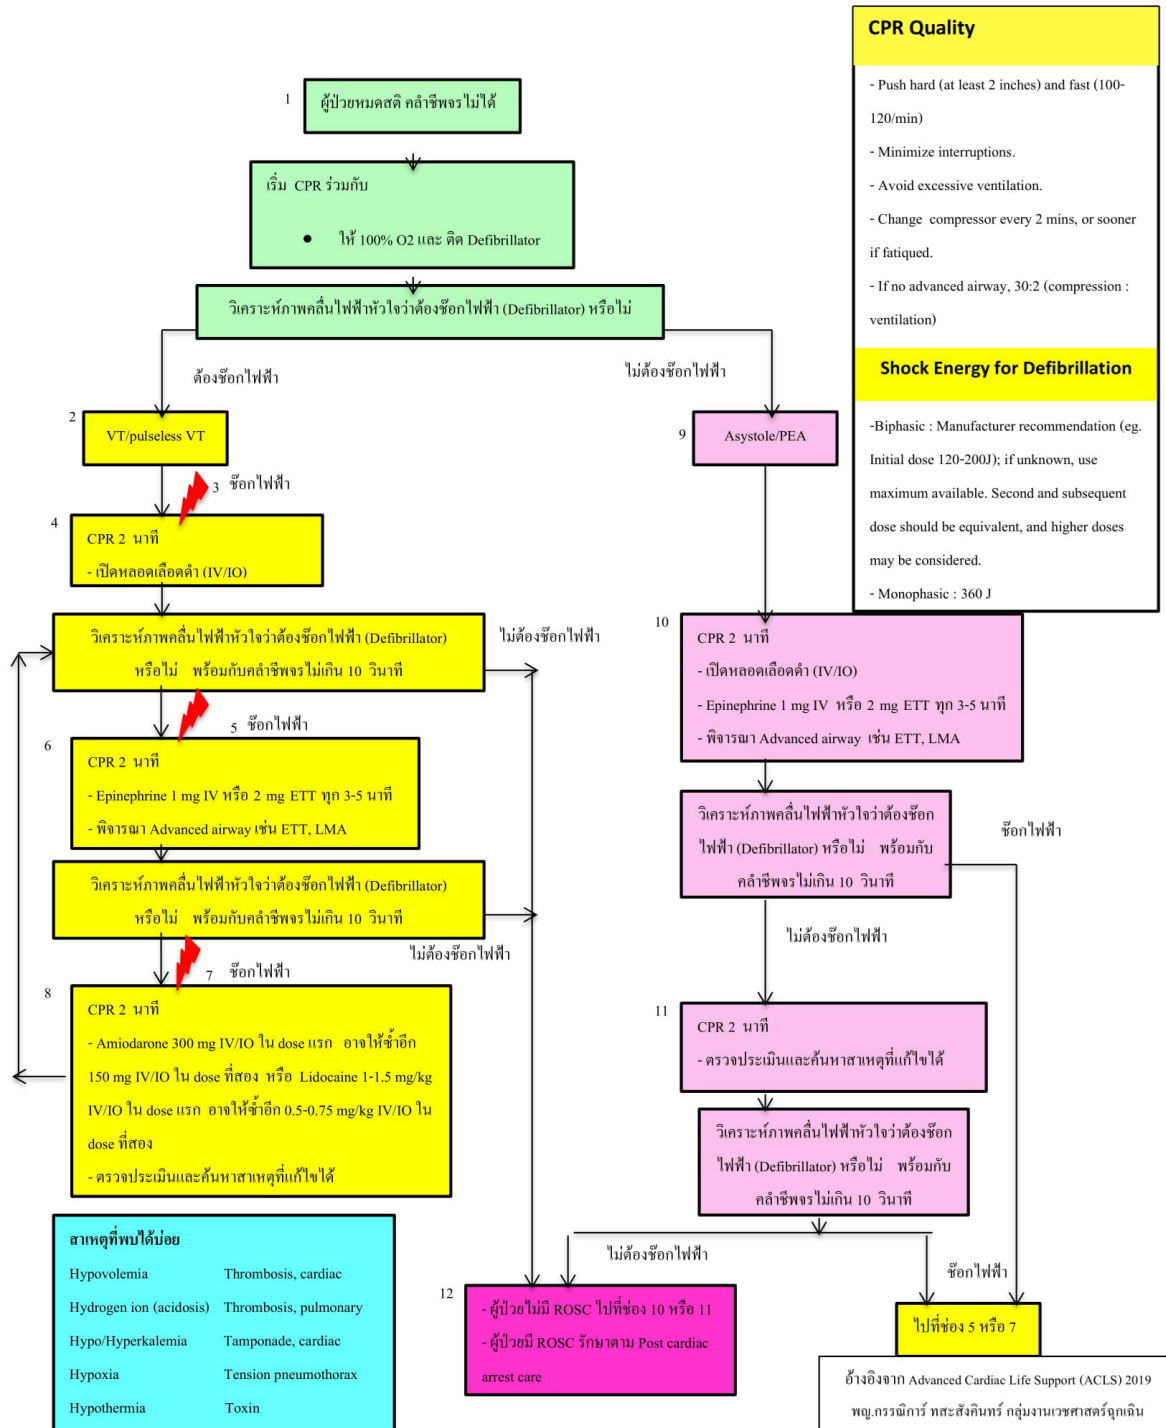 1
ผู้ป่วยหมดสติ คลำชีพจรไม่ได้
เริ่ม CPR ร่วมกับ
● ให้ 100% O2 และ ติด Defibrillator
วิเคราะห์ภาพคลื่นไฟฟ้าหัวใจว่าต้องช๊อกไฟฟ้า (Defibrillator) หรือไม่
ต้องช๊อกไฟฟ้า
ไม่ต้องช๊อกไฟฟ้า
2
VT/pulseless VT
3 ช๊อกไฟฟ้า
4
CPR 2 นาที
- เปิดหลอดเลือดดำ (IV/IO)
วิเคราะห์ภาพคลื่นไฟฟ้าหัวใจว่าต้องช๊อกไฟฟ้า (Defibrillator)
หรือไม่ พร้อมกับคลำชีพจรไม่เกิน 10 วินาที
ไม่ต้องช๊อกไฟฟ้า
5 ช๊อกไฟฟ้า
6
CPR 2 นาที
- Epinephrine 1 mg IV หรือ 2 mg ETT ทุก 3-5 นาที
- พิจารณา Advanced airway เช่น ETT, LMA
วิเคราะห์ภาพคลื่นไฟฟ้าหัวใจว่าต้องช๊อกไฟฟ้า (Defibrillator)
หรือไม่ พร้อมกับคลำชีพจรไม่เกิน 10 วินาที
ไม่ต้องช๊อกไฟฟ้า
7 ช๊อกไฟฟ้า
8
CPR 2 นาที
- Amiodarone 300 mg IV/IO ใน dose แรก อาจให้ซ้ำอีก
150 mg IV/IO ใน dose ที่สอง หรือ Lidocaine 1-1.5 mg/kg
IV/IO ใน dose แรก อาจให้ซ้ำอีก 0.5-0.75 mg/kg IV/IO ใน
dose ที่สอง
- ตรวจประเมินและค้นหาสาเหตุที่แก้ไขได้
สาเหตุที่พบได้บ่อย
Hypovolemia Thrombosis, cardiac
Hydrogen ion (acidosis) Thrombosis, pulmonary
Hypo/Hyperkalemia Tamponade, cardiac
Hypoxia Tension pneumothorax
Hypothermia Toxin
9
Asystole/PEA
10
CPR 2 นาที
- เปิดหลอดเลือดดำ (IV/IO)
- Epinephrine 1 mg IV หรือ 2 mg ETT ทุก 3-5 นาที
- พิจารณา Advanced airway เช่น ETT, LMA
วิเคราะห์ภาพคลื่นไฟฟ้าหัวใจว่าต้องช๊อก
ไฟฟ้า (Defibrillator) หรือไม่ พร้อมกับ
คลำชีพจรไม่เกิน 10 วินาที
ช๊อกไฟฟ้า
ไม่ต้องช๊อกไฟฟ้า
11
CPR 2 นาที
- ตรวจประเมินและค้นหาสาเหตุที่แก้ไขได้
วิเคราะห์ภาพคลื่นไฟฟ้าหัวใจว่าต้องช๊อก
ไฟฟ้า (Defibrillator) หรือไม่ พร้อมกับ
คลำชีพจรไม่เกิน 10 วินาที
ไม่ต้องช๊อกไฟฟ้า
ช๊อกไฟฟ้า
12
- ผู้ป่วยไม่มี ROSC ไปที่ช่อง 10 หรือ 11
- ผู้ป่วยมี ROSC รักษาตาม Post cardiac
arrest care
ไปที่ช่อง 5 หรือ 7
CPR Quality
- Push hard (at least 2 inches) and fast (100-
120/min)
- Minimize interruptions.
- Avoid excessive ventilation.
- Change compressor every 2 mins, or sooner
if fatiqued.
- If no advanced airway, 30:2 (compression :
ventilation)
Shock Energy for Defibrillation
-Biphasic : Manufacturer recommendation (eg.
Initial dose 120-200J); if unknown, use
maximum available. Second and subsequent
dose should be equivalent, and higher doses
may be considered.
- Monophasic : 360 J
อ้างอิงจาก Advanced Cardiac Life Support (ACLS) 2019
พญ.กรรณิการ์ ทสะสังคินทร์ กลุ่มงานเวชศาสตร์ฉุกเฉิน